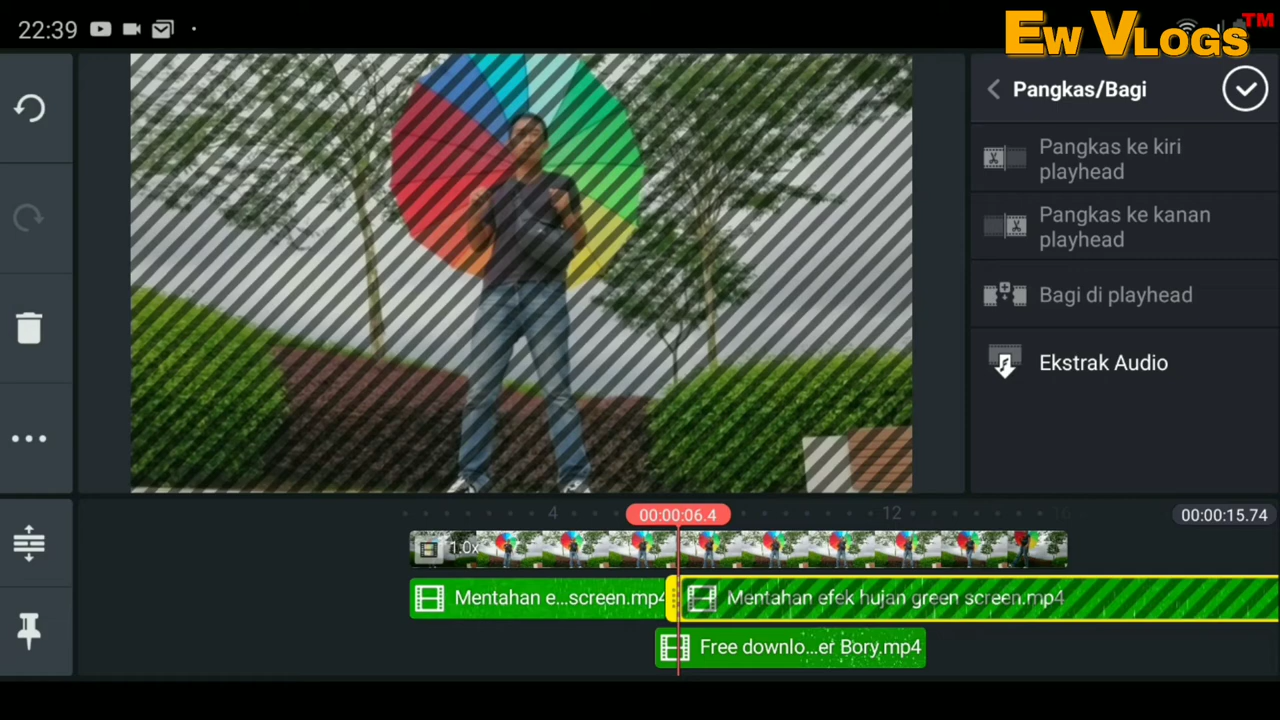 22:39
Ew Vlogs™
Pangkas/Bagi
Pangkas ke kiri
playhead
Pangkas ke kanan
playhead
Bagi di playhead
Ekstrak Audio
4
00:00:06.4
12
16
00:00:15.74
1.0x
Mentahan e...screen.mp4
Mentahan efek hujan green screen.mp4
Free downlo...er Bory.mp4